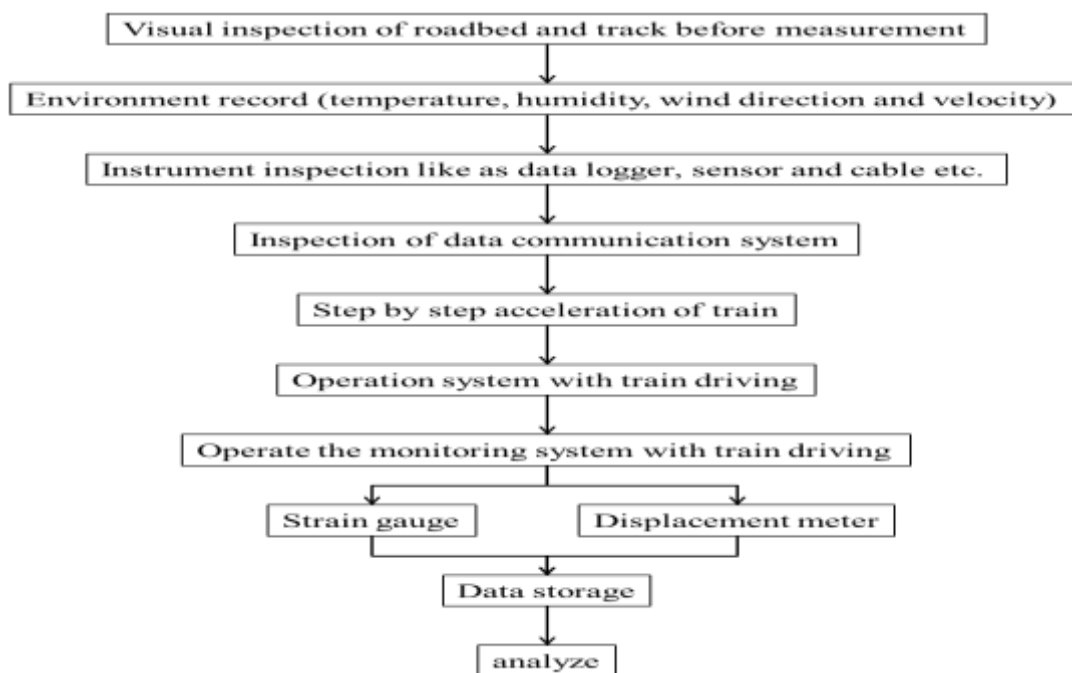 Visual inspection of roadbed and track before measurement
Environment record (temperature, humidity, wind direction and velocity)
Instrument inspection like as data logger, sensor and cable etc.
Inspection of data communication system
Step by step acceleration of train
Operation system with train driving
Operate the monitoring system with train driving
Strain gauge
Displacement meter
Data storage
analyze